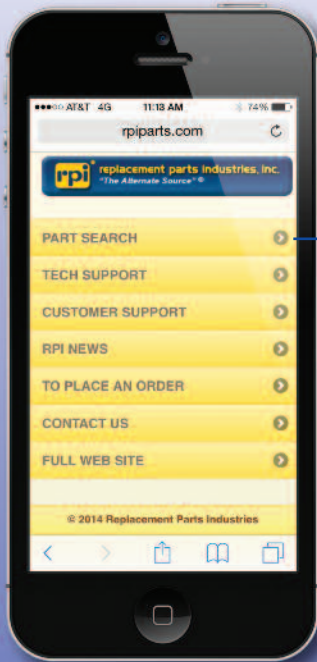 AT&T 4G 11:13 AM 74%
rpiparts.com
rpi® replacement parts industries, inc.
"The Alternate Source" ®
PART SEARCH
TECH SUPPORT
CUSTOMER SUPPORT
RPI NEWS
TO PLACE AN ORDER
CONTACT US
FULL WEB SITE
© 2014 Replacement Parts Industries